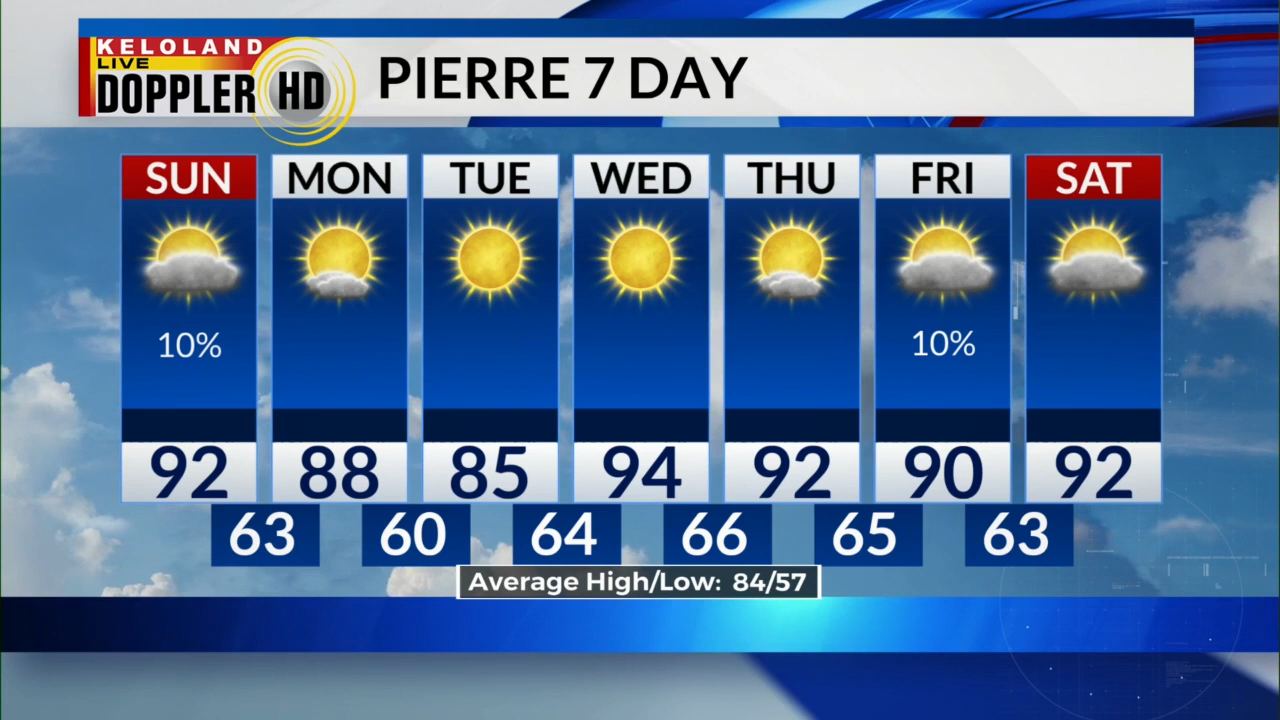 KELOLAND
LIVE
DOPPLER HD
PIERRE 7 DAY
SUN MON TUE WED THU FRI SAT
10% 10%
92 88 85 94 92 90 92
63 60 64 66 65 63
Average High/Low: 84/57